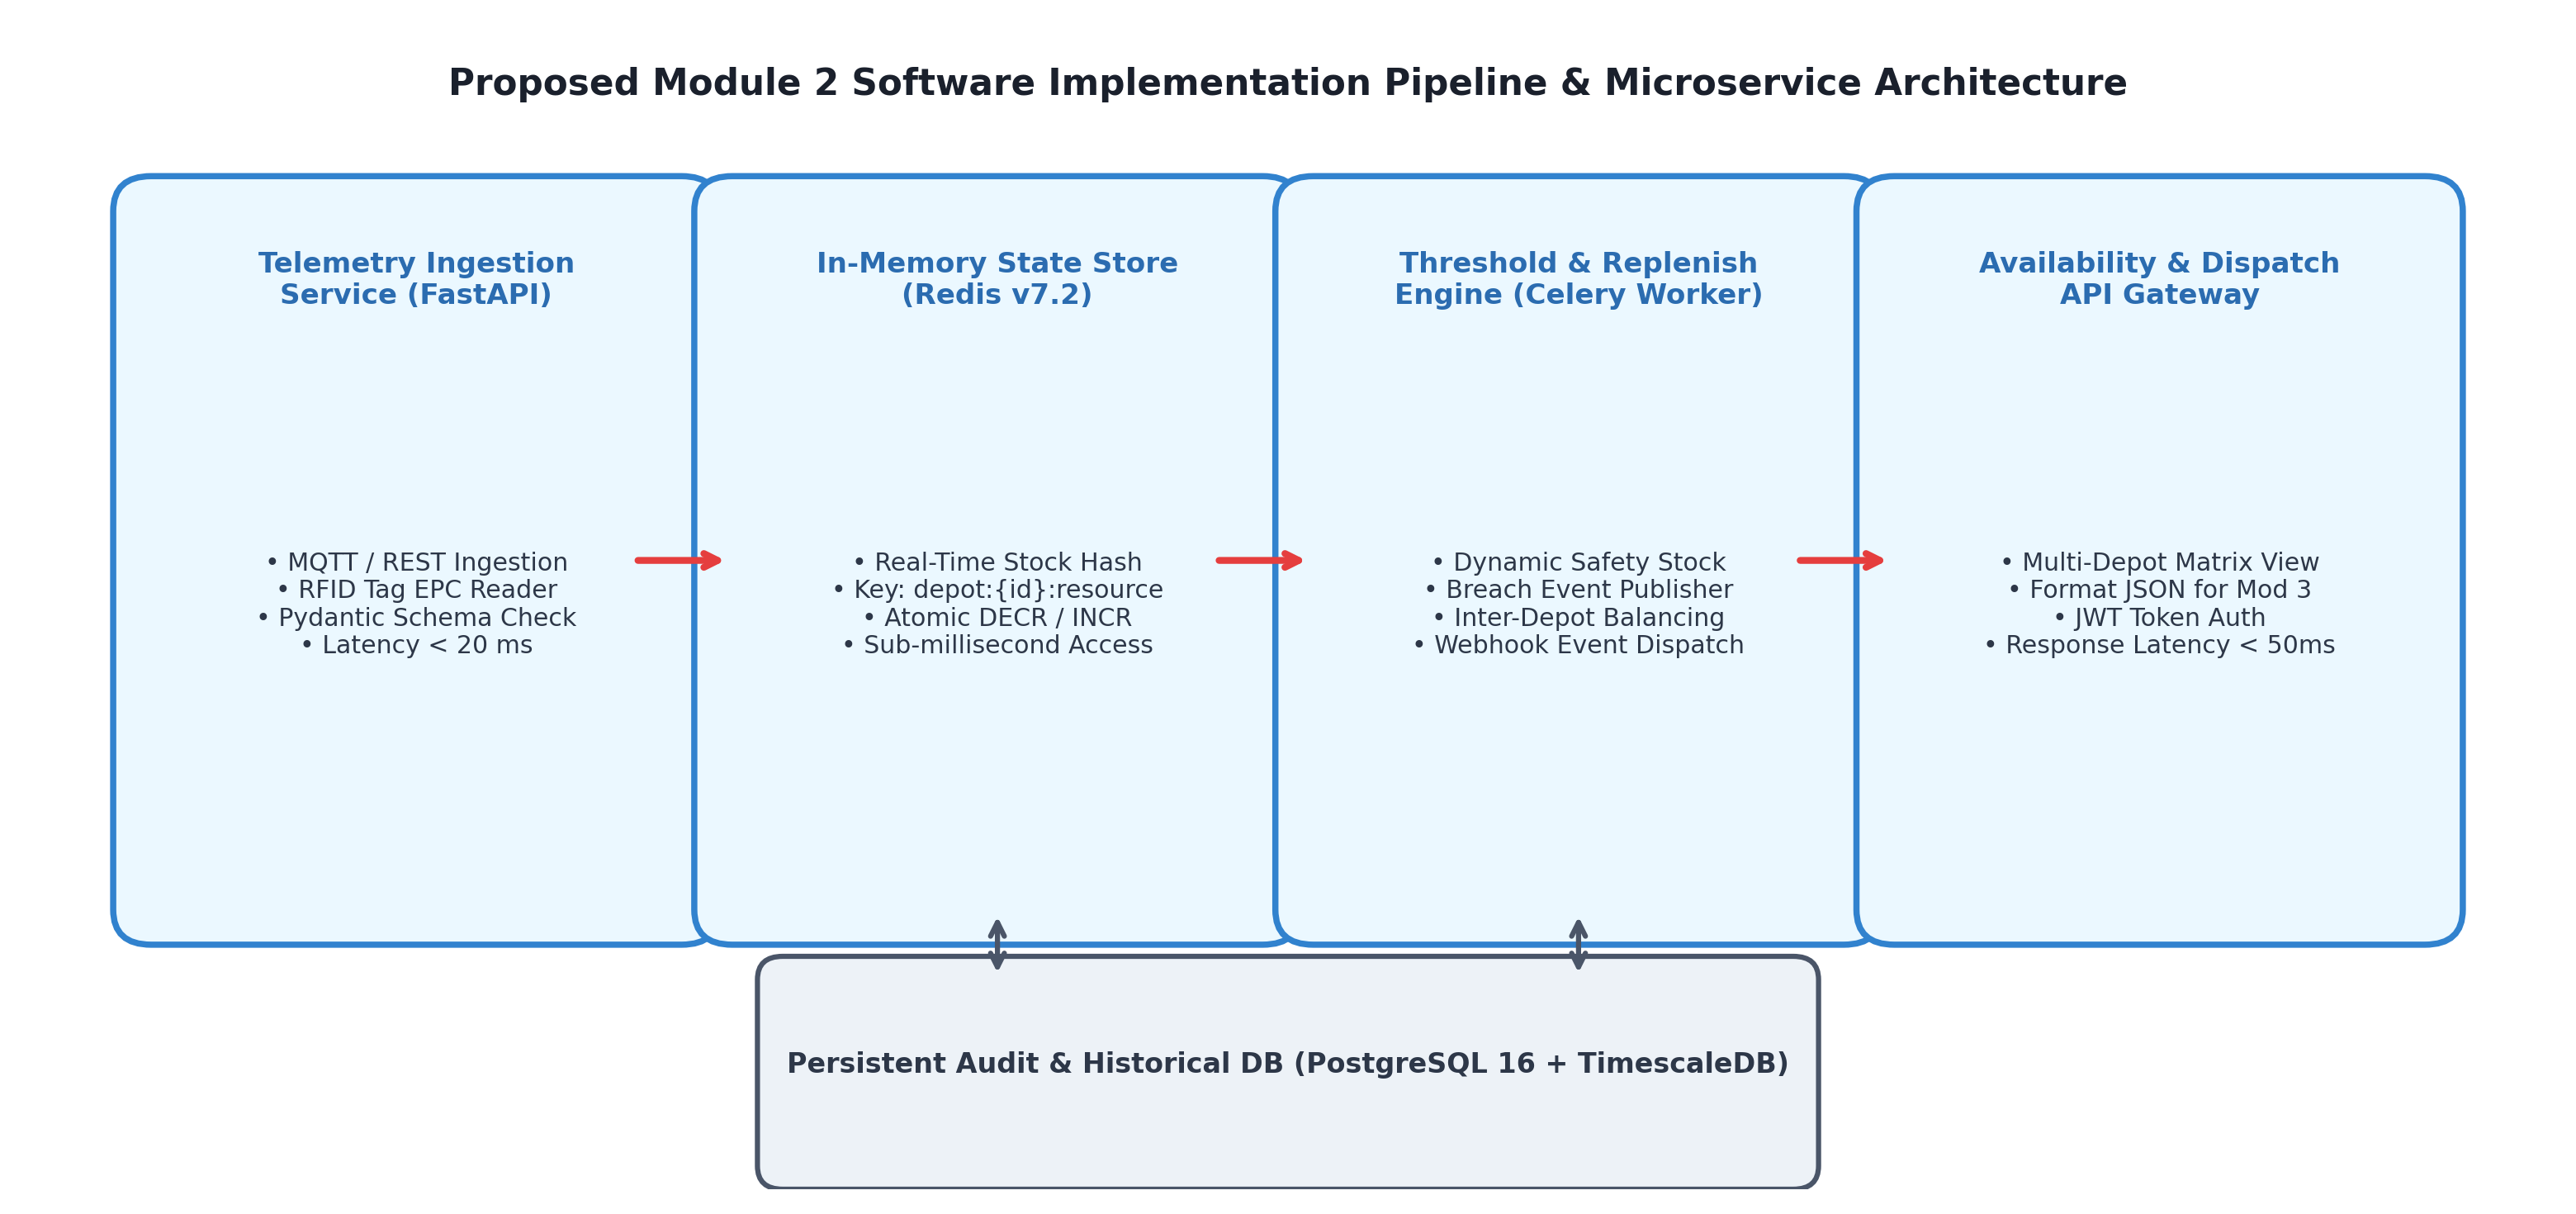 Proposed Module 2 Software Implementation Pipeline & Microservice Architecture
Telemetry Ingestion
Service (FastAPI)
• MQTT / REST Ingestion
• RFID Tag EPC Reader
• Pydantic Schema Check
• Latency < 20 ms
In-Memory State Store
(Redis v7.2)
• Real-Time Stock Hash
• Key: depot:{id}:resource
• Atomic DECR / INCR
• Sub-millisecond Access
Threshold & Replenish
Engine (Celery Worker)
• Dynamic Safety Stock
• Breach Event Publisher
• Inter-Depot Balancing
• Webhook Event Dispatch
Availability & Dispatch
API Gateway
• Multi-Depot Matrix View
• Format JSON for Mod 3
• JWT Token Auth
• Response Latency < 50ms
Persistent Audit & Historical DB (PostgreSQL 16 + TimescaleDB)